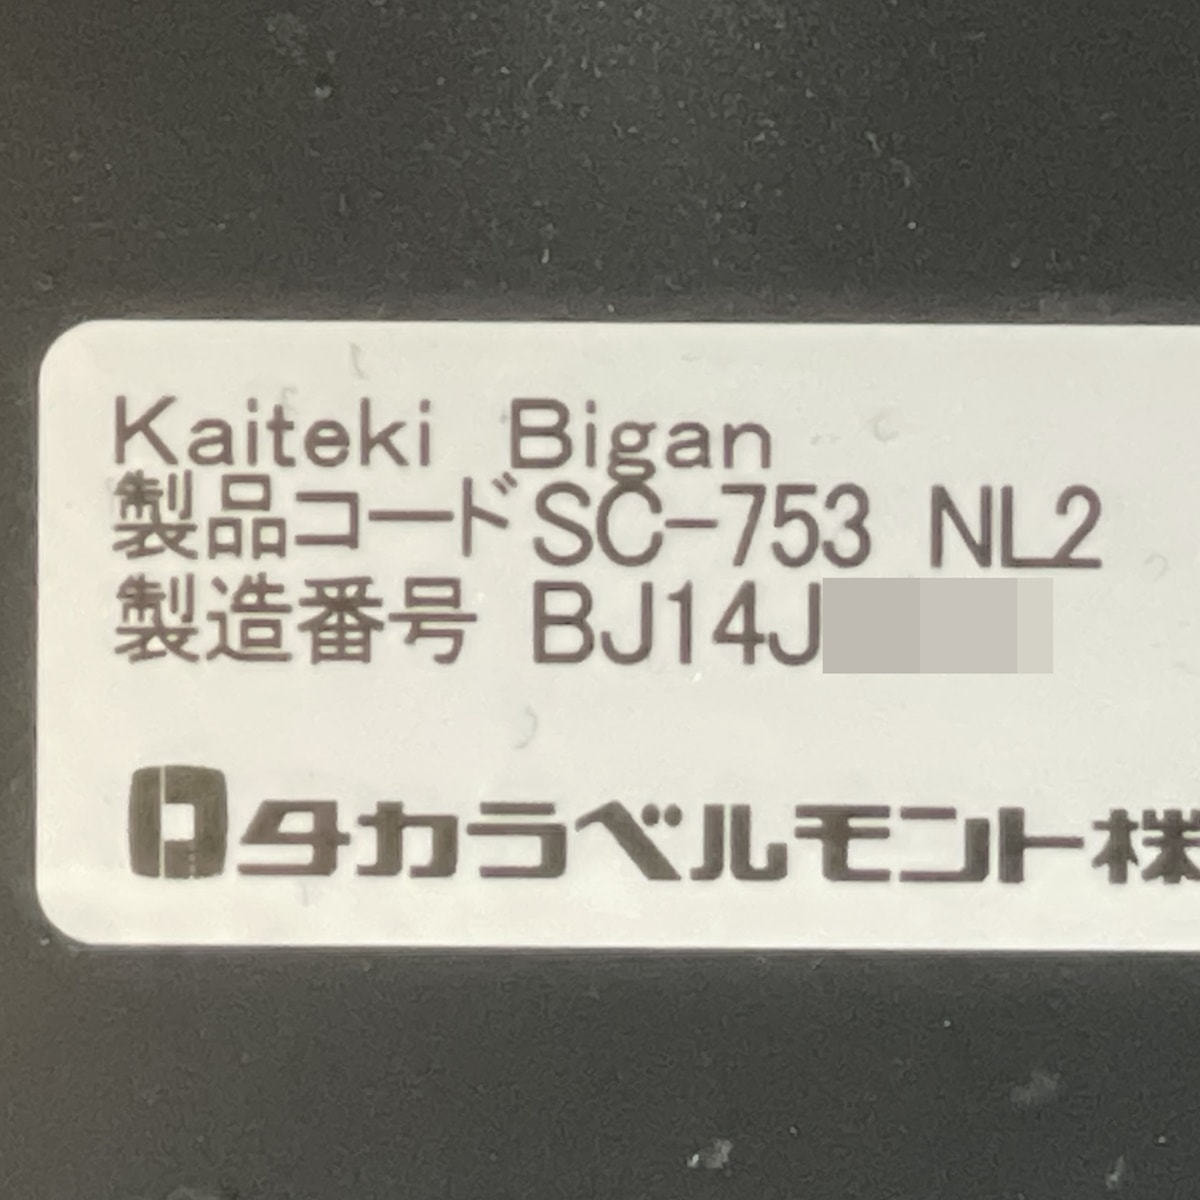 Kaiteki Bigan
製品コードSC-753 NL2
製造番号 BJ14J
タカラベルモント株